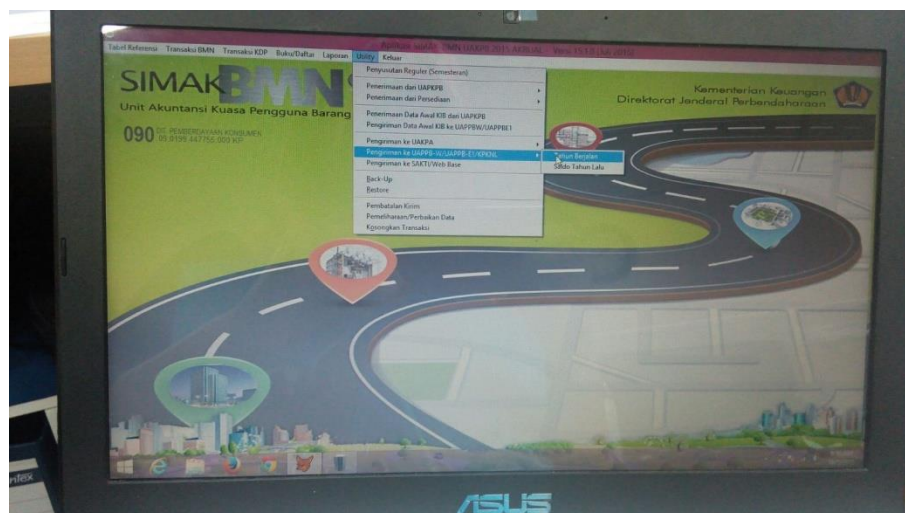 Tabel Referensi Transaksi BMN Transaksi KDP Buku/Daftar Laporan Utility Keluar
SIMAKBMN
Unit Akuntansi Kuasa Pengguna Barang
090
Kementerian Keuangan
Direktorat Jenderal Perbendaharaan
Penyusutan Reguler (Semesteran)
Penerimaan dari UAPKPB
Penerimaan dari Persediaan
Penerimaan Data Awal KIB dari UAPKPB
Pengiriman Data Awal KIB ke UAPPBW/UAPPBE1
Pengiriman ke UAKPA
Pengiriman ke UAPPB-W/UAPPB-E1/KPKNL
Tahun Berjalan
Saldo Tahun Lalu
Pengiriman ke SAKTI/Web Base
Back-Up
Restore
Pembatalan Kirim
Pemeliharaan/Perbaikan Data
Kosongkan Transaksi
ASUS